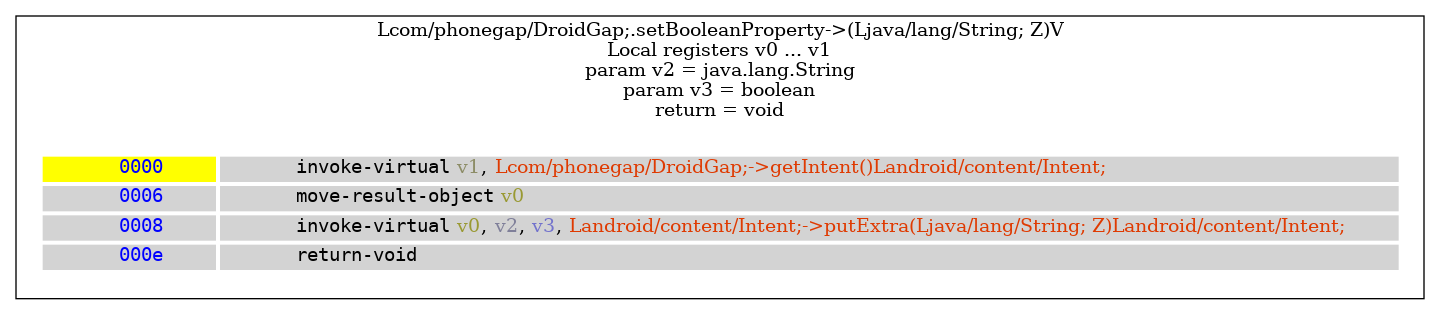 Lcom/phonegap/DroidGap;.setBooleanProperty->(Ljava/lang/String; Z)V
Local registers v0 ... v1
param v2 = java.lang.String
param v3 = boolean
return = void
0000 invoke-virtual v1, Lcom/phonegap/DroidGap;->getIntent()Landroid/content/Intent;
0006 move-result-object v0
0008 invoke-virtual v0, v2, v3, Landroid/content/Intent;->putExtra(Ljava/lang/String; Z)Landroid/content/Intent;
000e return-void